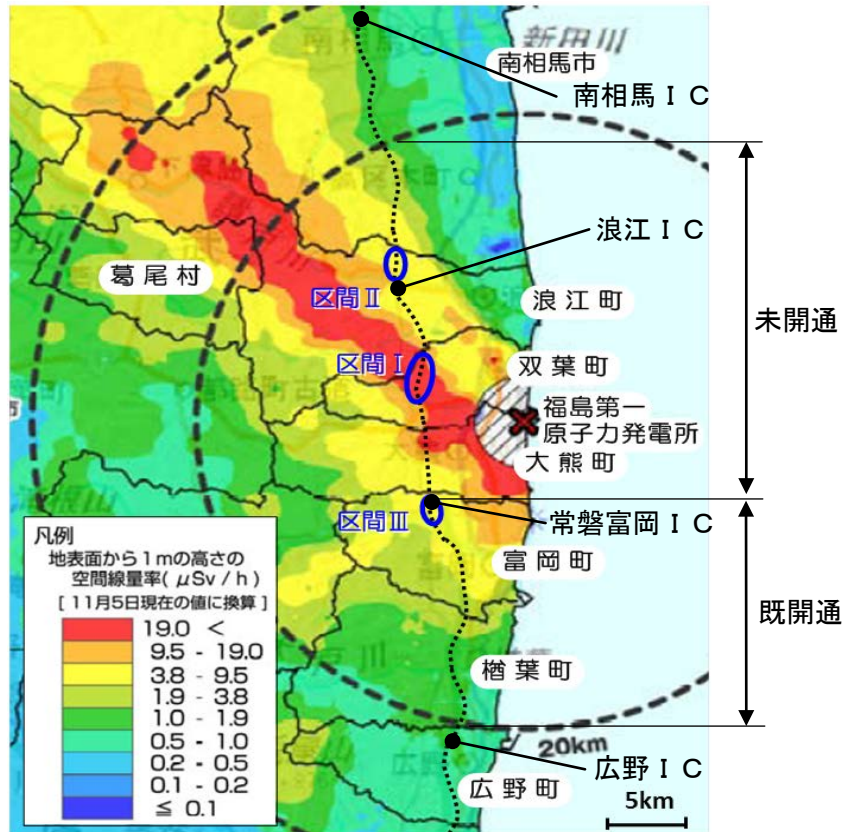 南相馬市
南相馬ＩＣ
新田川
浪江ＩＣ
葛尾村
区間Ⅱ
浪江町
未開通
区間Ⅰ
双葉町
福島第一
原子力発電所
大熊町
常磐富岡ＩＣ
区間Ⅲ
富岡町
既開通
楢葉町
20km
広野ＩＣ
広野町
5km
凡例
地表面から１mの高さの
空間線量率(μSv/h)
[11月5日現在の値に換算]
19.0 <
9.5 - 19.0
3.8 - 9.5
1.9 - 3.8
1.0 - 1.9
0.5 - 1.0
0.2 - 0.5
0.1 - 0.2
≦ 0.1